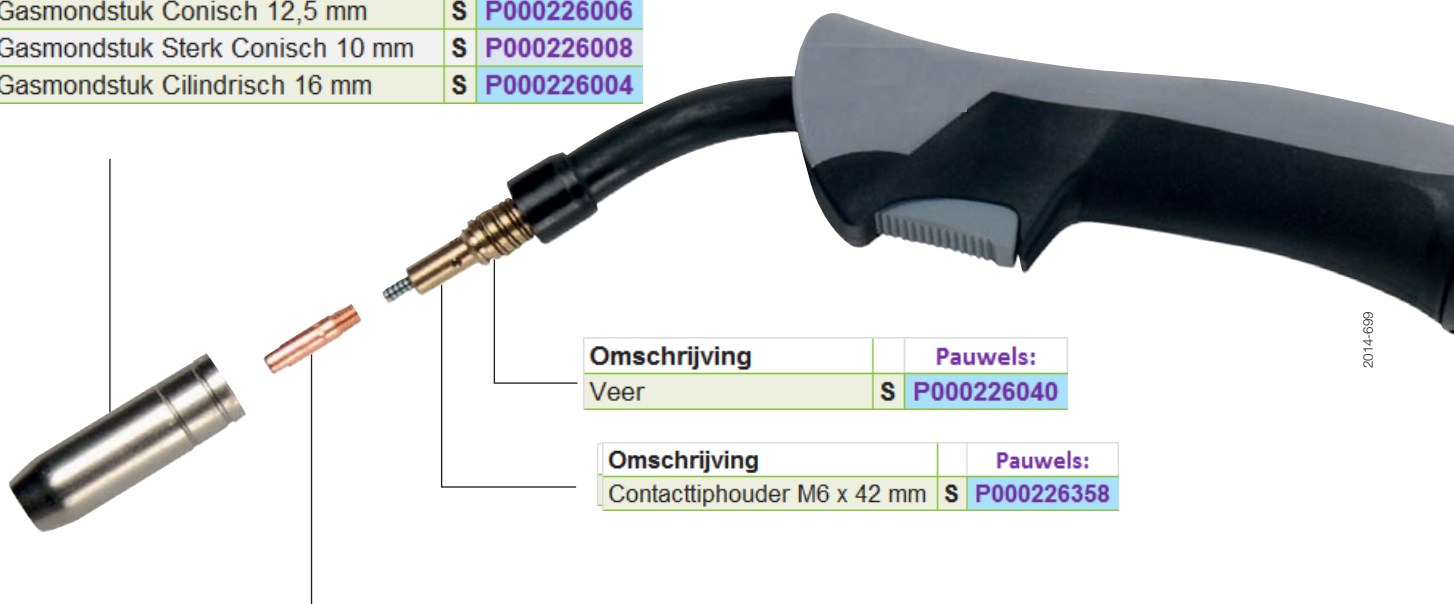 Gasmondstuk Conisch 12,5 mm S P000226006
Gasmondstuk Sterk Conisch 10 mm S P000226008
Gasmondstuk Cilindrisch 16 mm S P000226004
2014-699
Omschrijving Pauwels:
Veer S P000226040
Omschrijving Pauwels:
Contacttiphouder M6 x 42 mm S P000226358